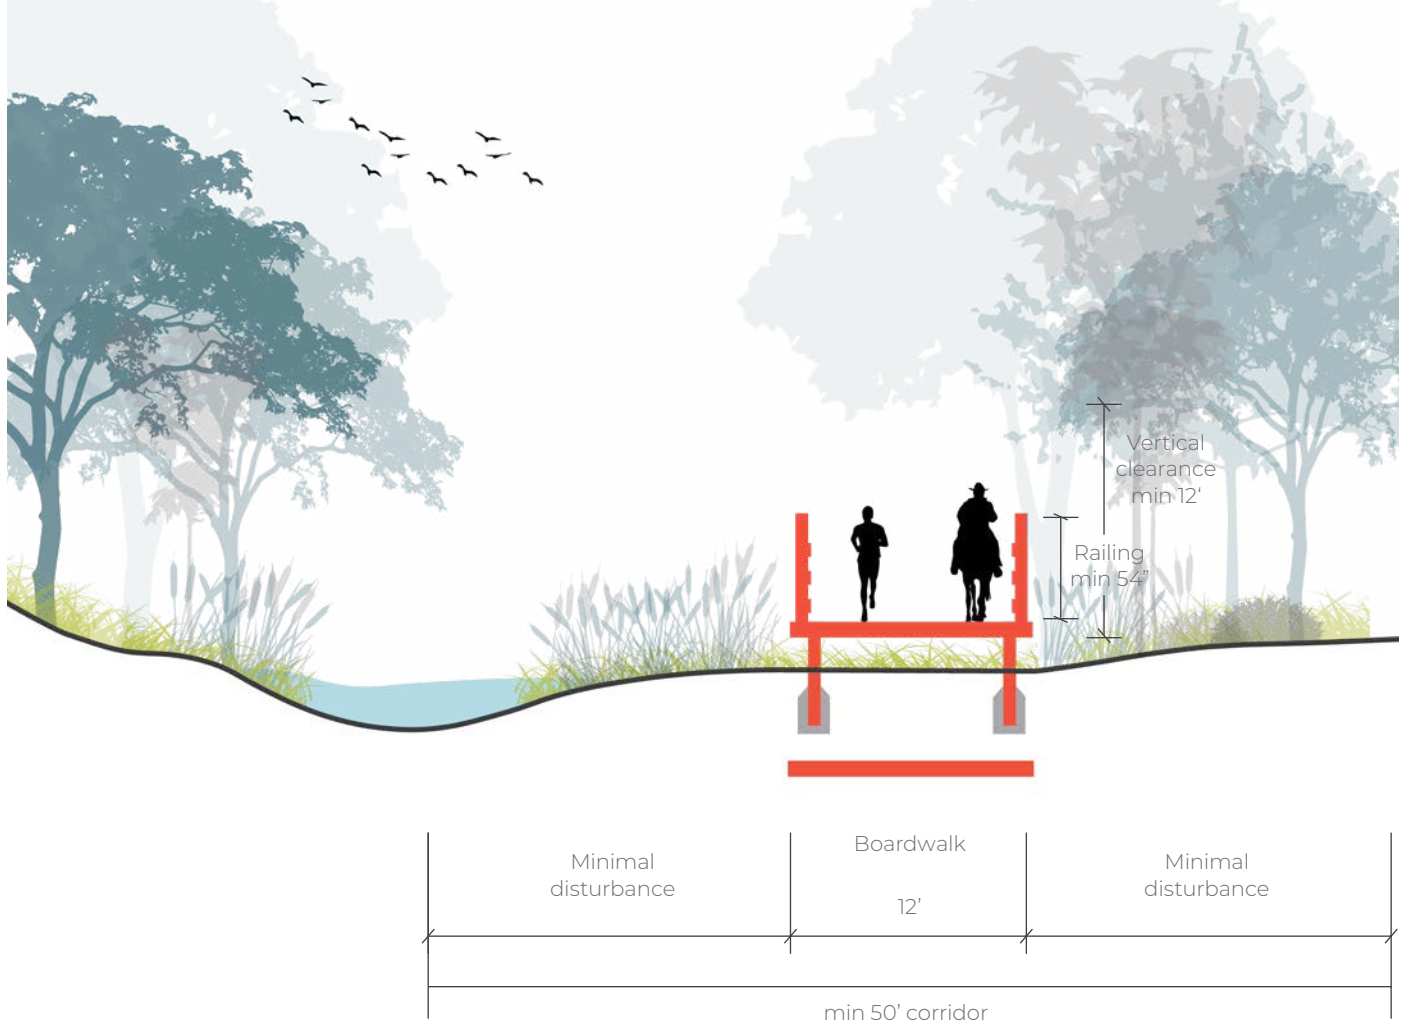 Vertical
clearance
min 12‘
Railing
min 54”
Boardwalk
Minimal
disturbance
Minimal
disturbance
12’
min 50’ corridor